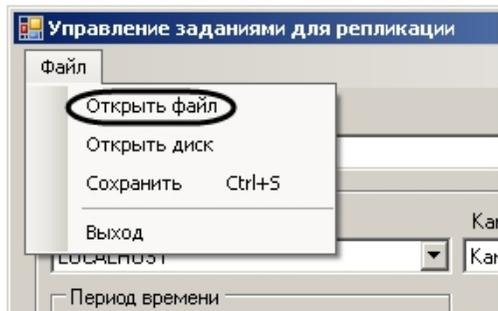 Управление заданиями для репликации
Файл
Открыть файл
Открыть диск
Сохранить Ctrl+S
Выход
LOCALHOST
Период времени